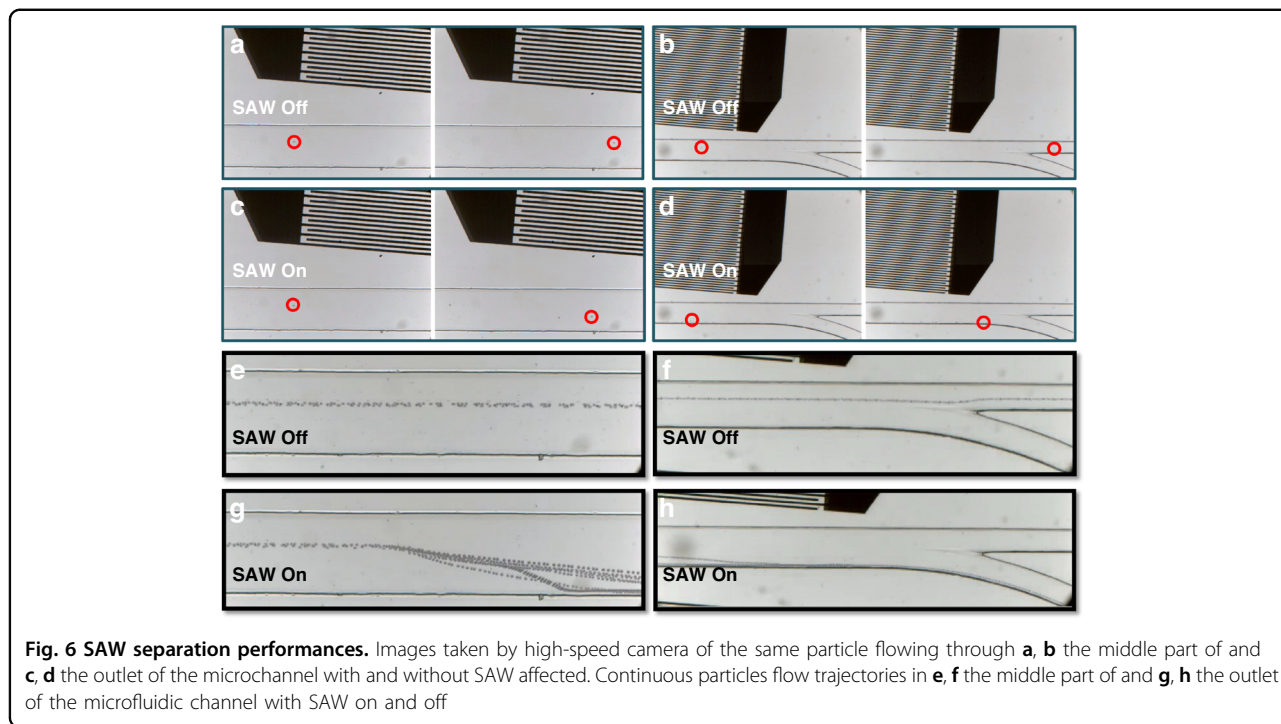 a
SAW Off
b
SAW Off
c
SAW On
d
SAW On
e
SAW Off
f
SAW Off
g
SAW On
h
SAW On
Fig. 6 SAW separation performances. Images taken by high-speed camera of the same particle flowing through a, b the middle part of and
c, d the outlet of the microchannel with and without SAW affected. Continuous particles flow trajectories in e, f the middle part of and g, h the outlet
of the microfluidic channel with SAW on and off